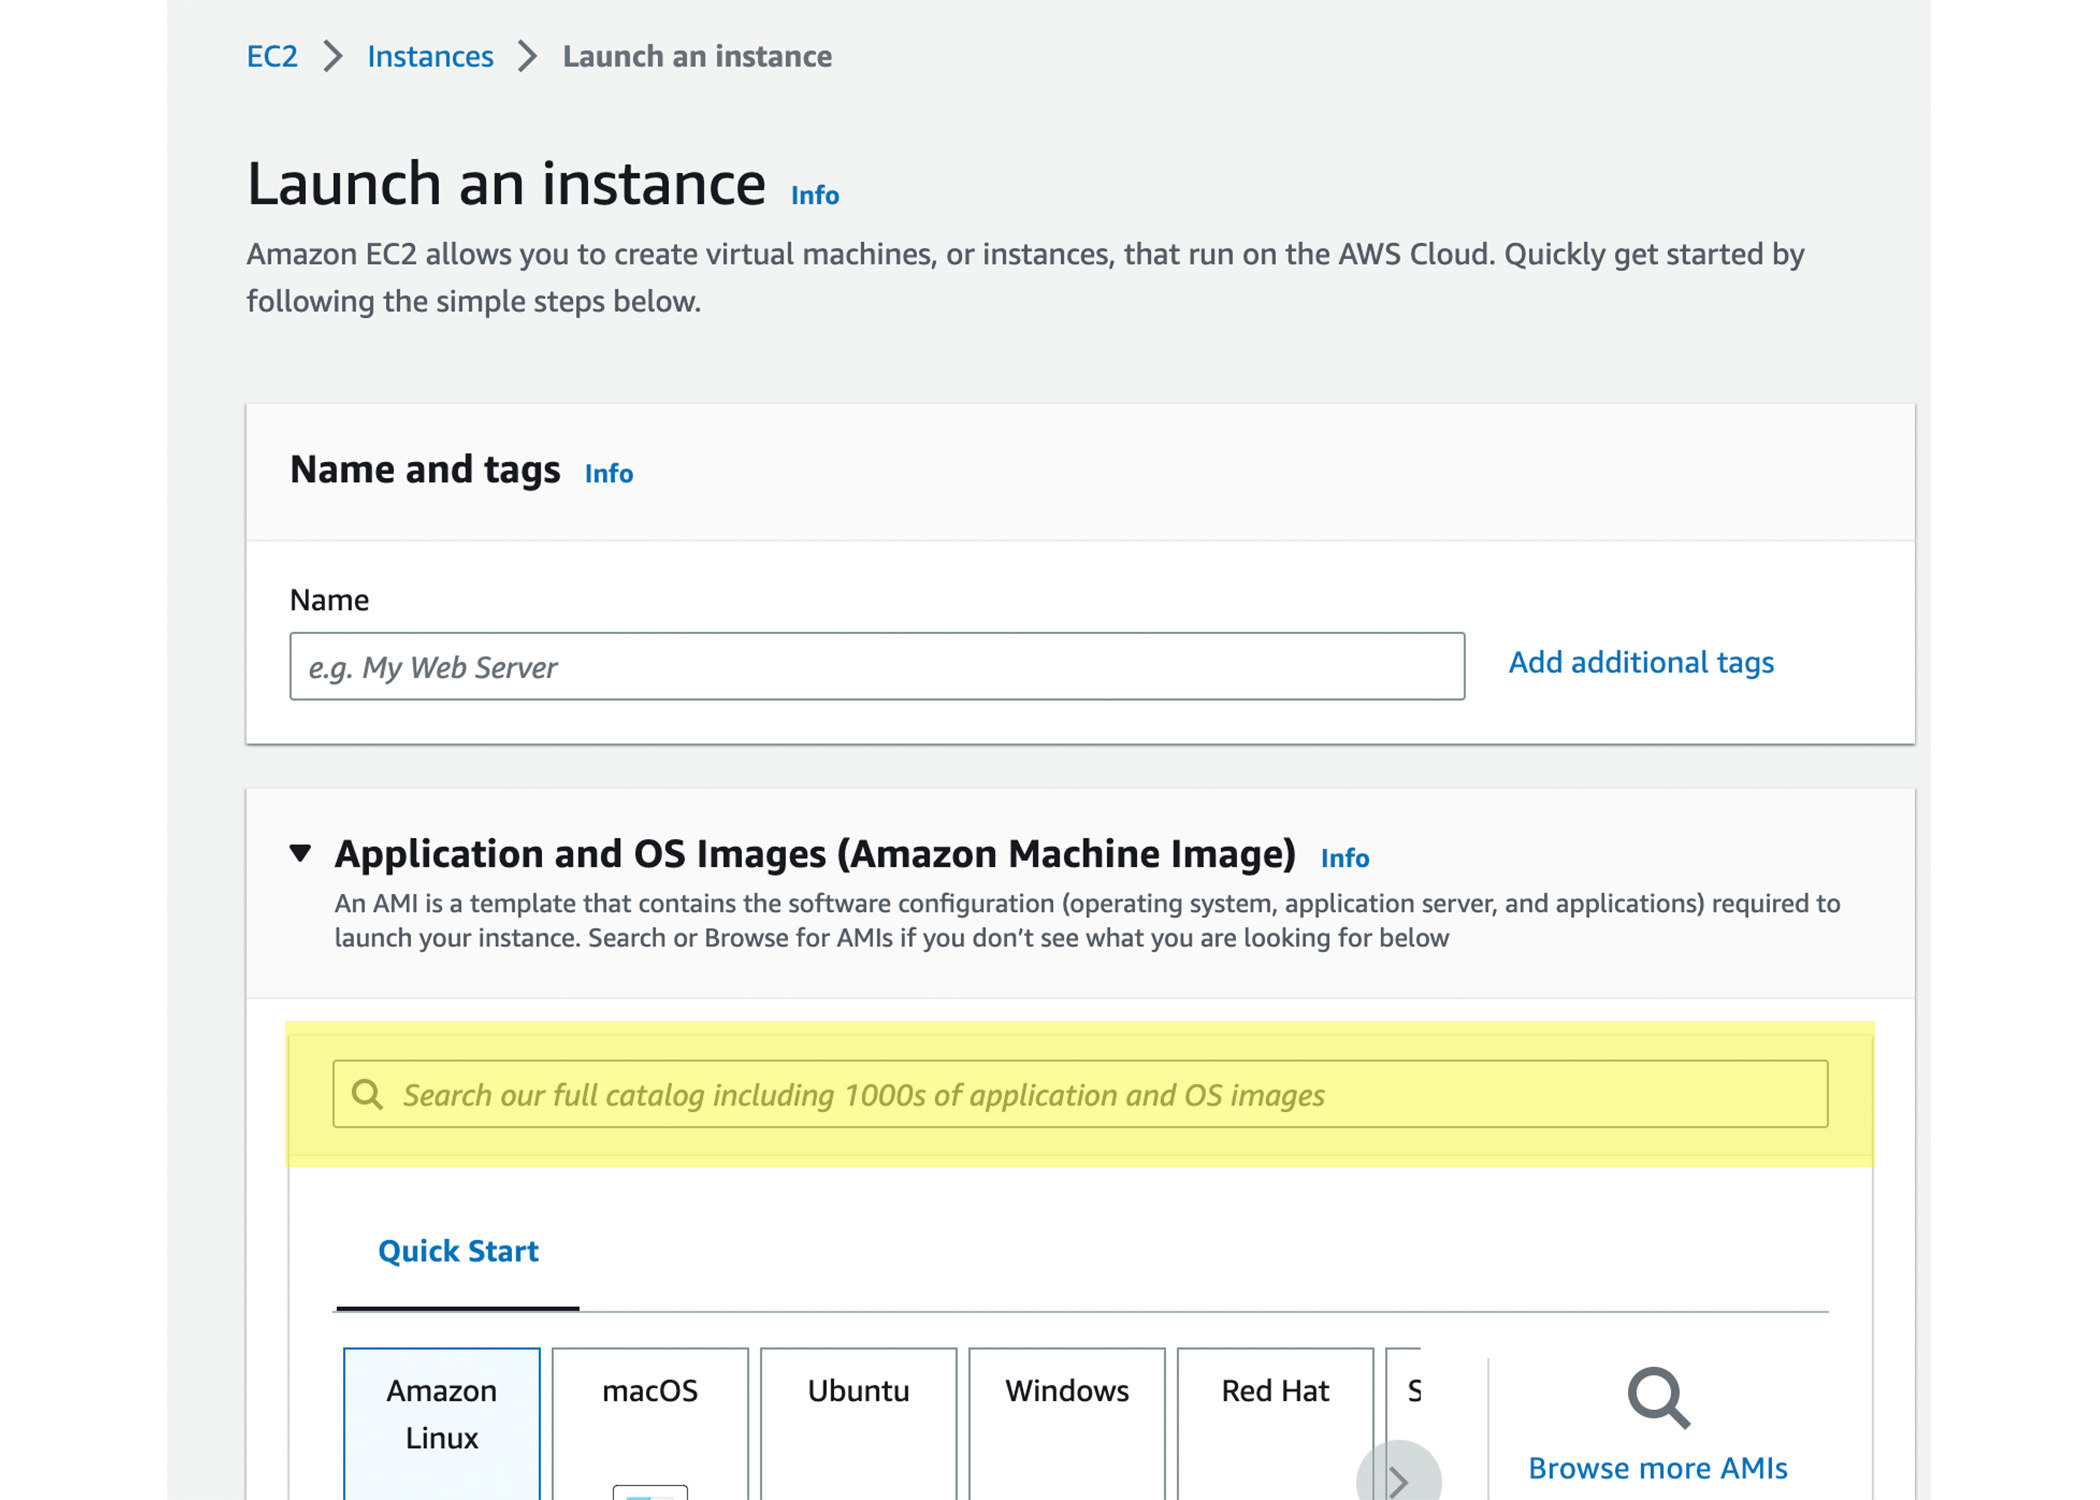 EC2 Instances Launch an instance
Launch an instance Info
Amazon EC2 allows you to create virtual machines, or instances, that run on the AWS Cloud. Quickly get started by
following the simple steps below.
Name and tags Info
Name
e.g. My Web Server
Add additional tags
Application and OS Images (Amazon Machine Image) Info
An AMI is a template that contains the software configuration (operating system, application server, and applications) required to
launch your instance. Search or Browse for AMIs if you don’t see what you are looking for below
Search our full catalog including 1000s of application and OS images
Quick Start
Amazon
Linux
macOS
Ubuntu
Windows
Red Hat
S
Browse more AMIs